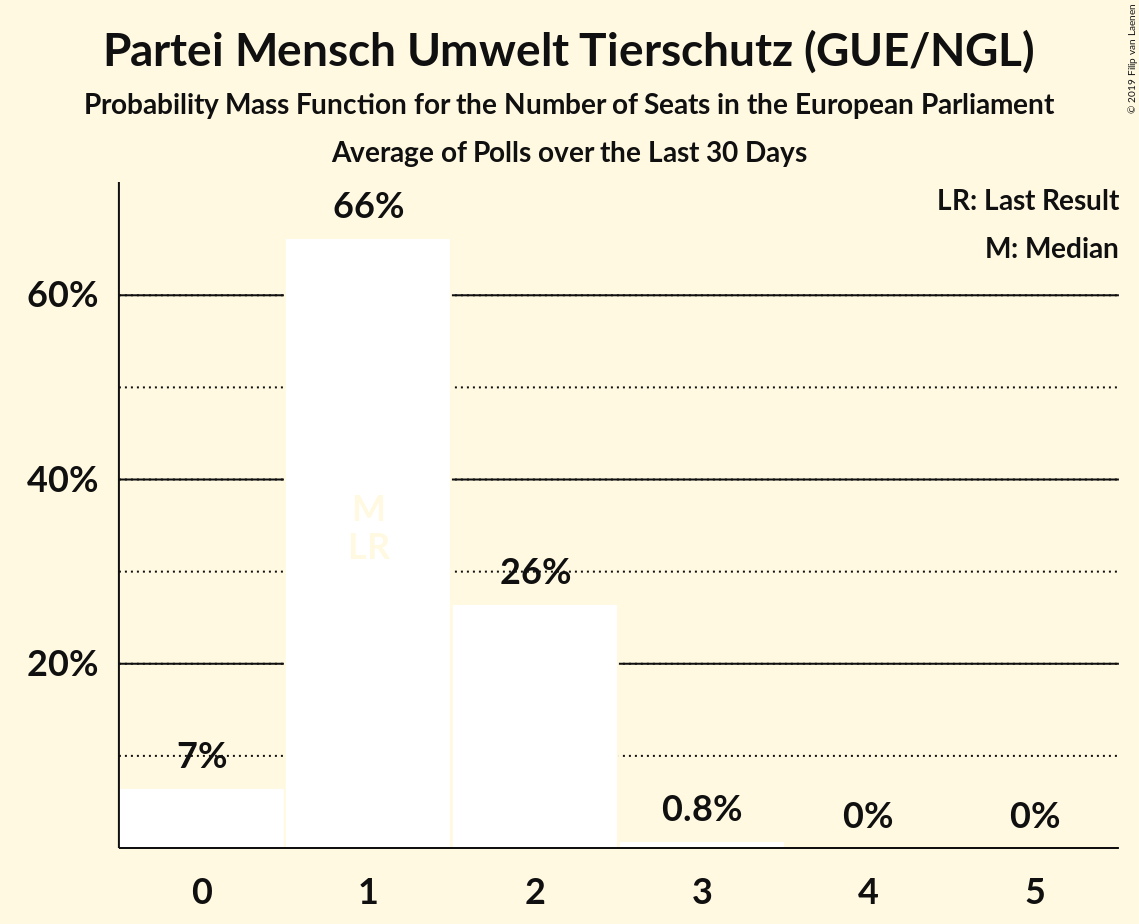 Partei Mensch Umwelt Tierschutz (GUE/NGL)
Probability Mass Function for the Number of Seats in the European Parliament
Average of Polls over the Last 30 Days
© 2019 Filip van Laenen
LR: Last Result
M: Median
66%
60%
40%
M
LR
26%
20%
7%
0.8%
0%
0%
0
1
2
3
4
5